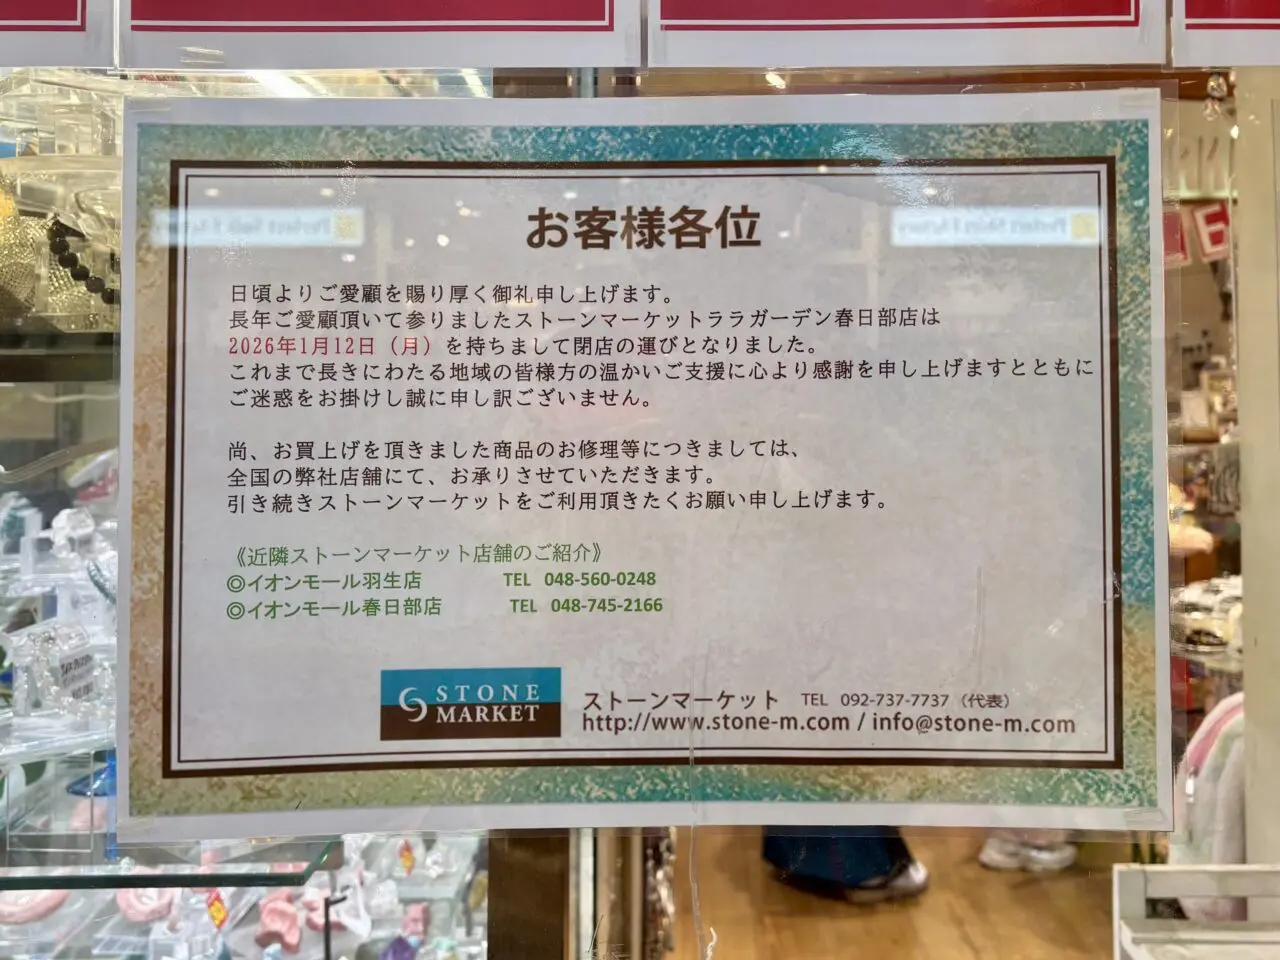 お客様各位
日頃よりご愛顧を賜り厚く御礼申し上げます。
長年ご愛顧頂いて参りましたストーンマーケットララガーデン春日部店は
2026年1月12日（月）を持ちまして閉店の運びとなりました。
これまで長きにわたる地域の皆様方の温かいご支援に心より感謝を申し上げますとともに
ご迷惑をお掛けし誠に申し訳ございません。
尚、お買上げを頂きました商品のお修理等につきましては、
全国の弊社店舗にて、お承りさせていただきます。
引き続きストーンマーケットをご利用頂きたくお願い申し上げます。
《近隣ストーンマーケット店舗のご紹介》
◎イオンモール羽生店 TEL 048-560-0248
◎イオンモール春日部店 TEL 048-745-2166
STONE
MARKET
ストーンマーケット TEL 092-737-7737（代表）
http://www.stone-m.com / info@stone-m.com